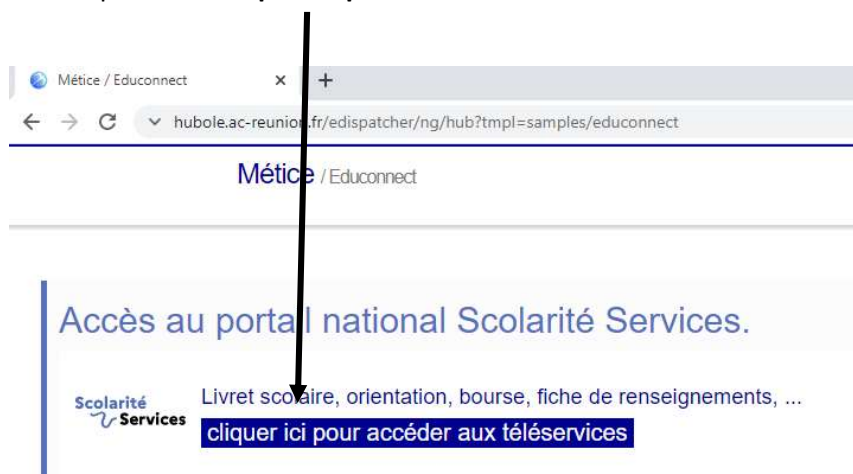 Métice / Educonnect
hubole.ac-reunion.fr/edispatcher/ng/hub?tmpl=samples/educonnect
Métice / Educonnect
Accès au portail national Scolarité Services.
Scolarité
Services
Livret scolaire, orientation, bourse, fiche de renseignements, ...
cliquer ici pour accéder aux téléservices